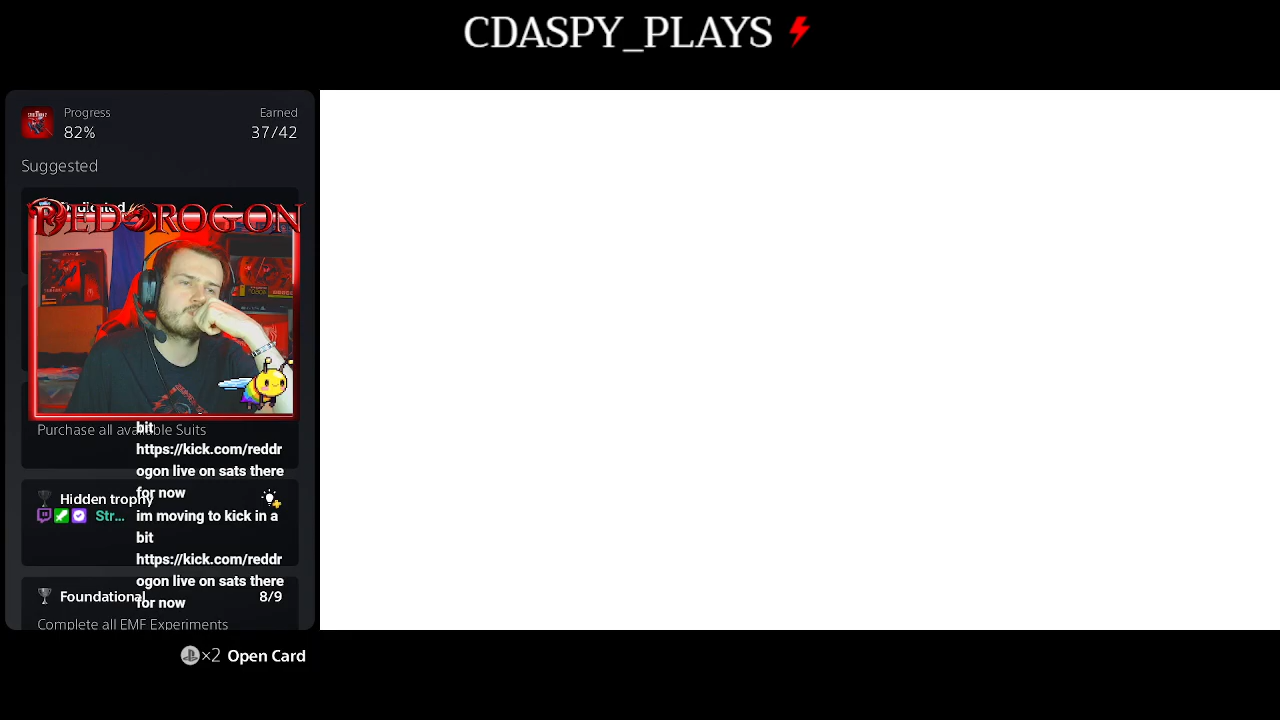 CDASPY_PLAYS
Progress
Earned
82%
37/42
Suggested
Dedicated
REDDROGON
Purchase all available Suits
bit
https://kick.com/reddr
ogon live on sats there
for now
Hidden trophy
Str...
im moving to kick in a
bit
https://kick.com/reddr
ogon live on sats there
for now
Foundational
8/9
Complete all EMF Experiments
×2 Open Card